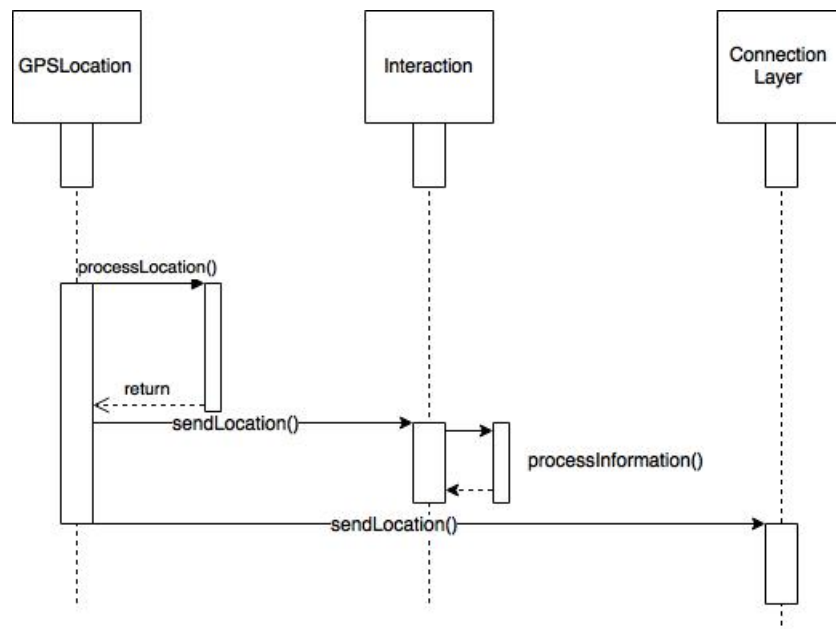 GPSLocation
Interaction
Connection
Layer
processLocation()
return
sendLocation()
processInformation()
sendLocation()